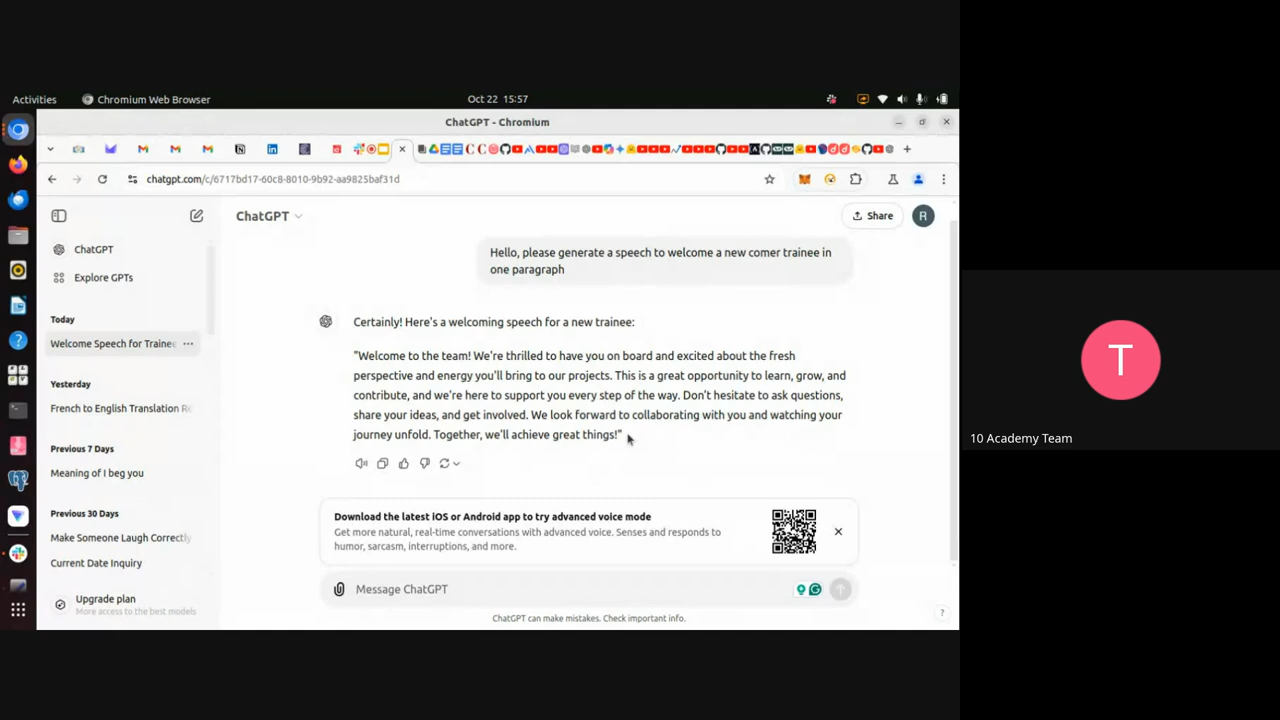 Activities
Chromium Web Browser
Oct 22 15:57
ChatGPT - Chromium
chatgpt.com/c/6717bd17-60c8-8010-9b92-aa9825baf31d
ChatGPT
Share
R
ChatGPT
Explore GPTs
Today
Welcome Speech for Trainee
Yesterday
French to English Translation Re
Previous 7 Days
Meaning of I beg you
Previous 30 Days
Make Someone Laugh Correctly
Current Date Inquiry
Upgrade plan
More access to the best models
Hello, please generate a speech to welcome a new comer trainee in
one paragraph
Certainly! Here's a welcoming speech for a new trainee:
"Welcome to the team! We're thrilled to have you on board and excited about the fresh
perspective and energy you'll bring to our projects. This is a great opportunity to learn, grow, and
contribute, and we're here to support you every step of the way. Don't hesitate to ask questions,
share your ideas, and get involved. We look forward to collaborating with you and watching your
journey unfold. Together, we'll achieve great things!"
Download the latest iOS or Android app to try advanced voice mode
Get more natural, real-time conversations with advanced voice. Senses and responds to
humor, sarcasm, interruptions, and more.
Message ChatGPT
ChatGPT can make mistakes. Check important info.
T
10 Academy Team